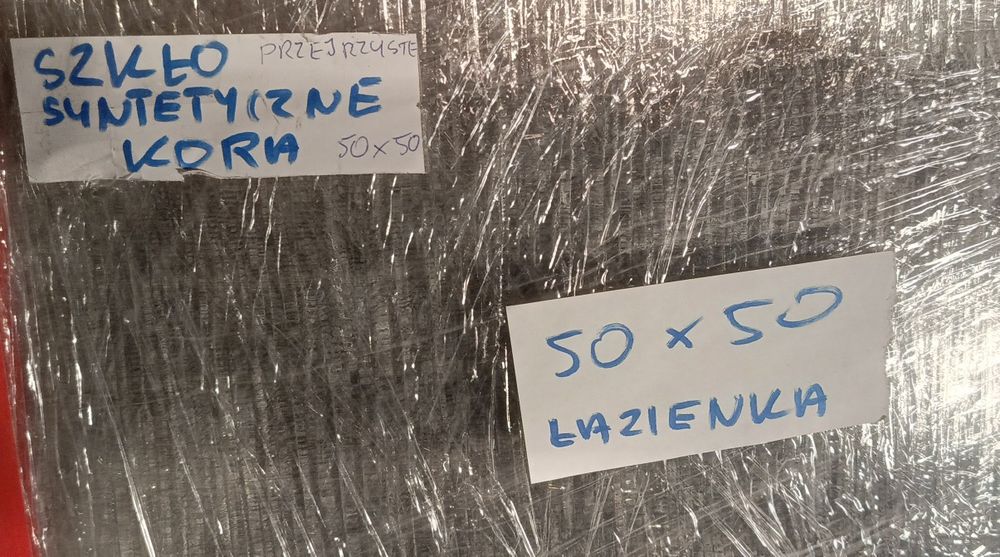 SZKŁO PRZEJRZYSTE
SYNTETYCZNE
KORA 50x50
50 x 50
ŁAZIENKA